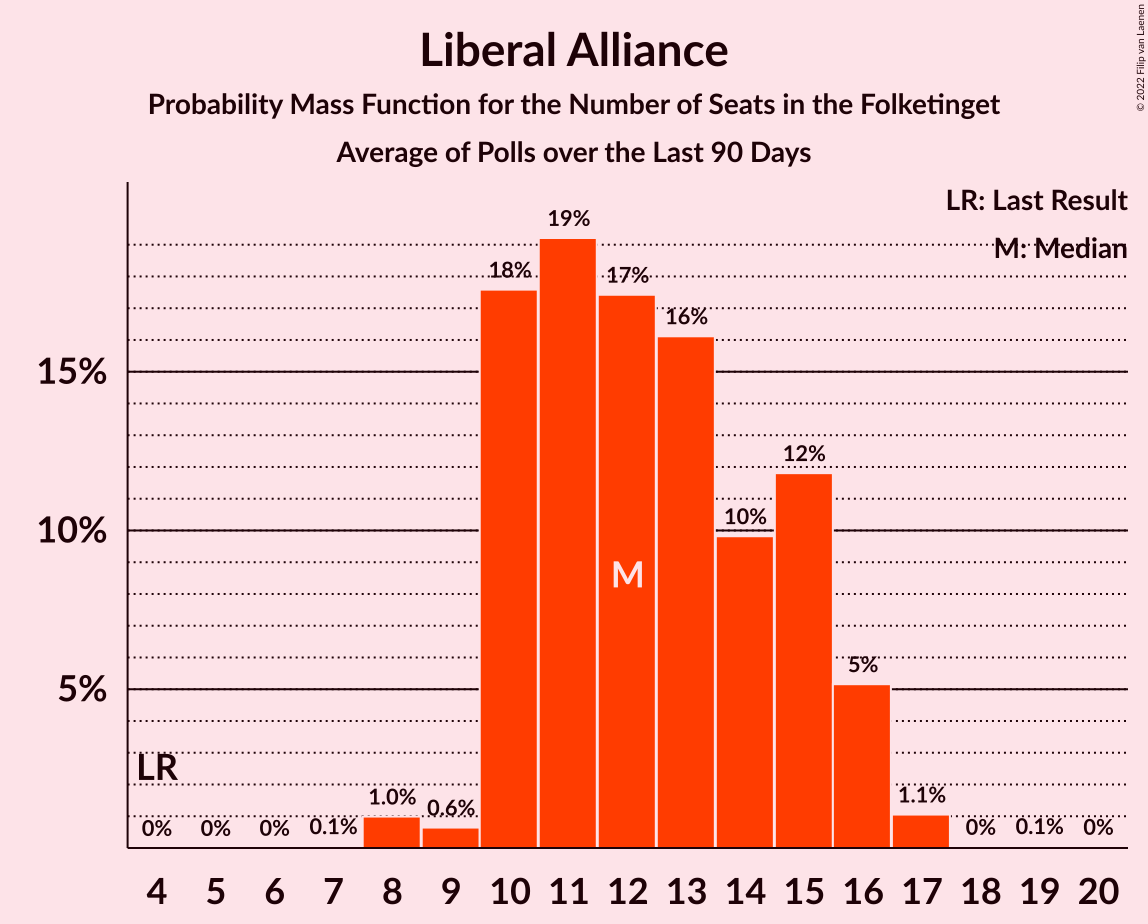 Liberal Alliance
Probability Mass Function for the Number of Seats in the Folketinget
Average of Polls over the Last 90 Days
© 2022 Filip van Laenen
LR: Last Result
M: Median
19%
18%
17%
16%
15%
12%
10%
10%
M
5%
5%
LR
0%
0%
0%
0.1%
1.0%
0.6%
1.1%
0%
0.1%
0%
4 5 6 7 8 9 10 11 12 13 14 15 16 17 18 19 20